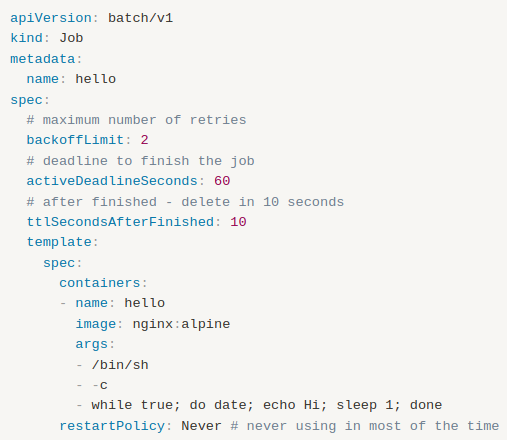 apiVersion: batch/v1
kind: Job
metadata:
  name: hello
spec:
  # maximum number of retries
  backoffLimit: 2
  # deadline to finish the job
  activeDeadlineSeconds: 60
  # after finished - delete in 10 seconds
  ttlSecondsAfterFinished: 10
  template:
    spec:
      containers:
      - name: hello
        image: nginx:alpine
        args:
        - /bin/sh
        - -c
        - while true; do date; echo Hi; sleep 1; done
      restartPolicy: Never # never using in most of the time